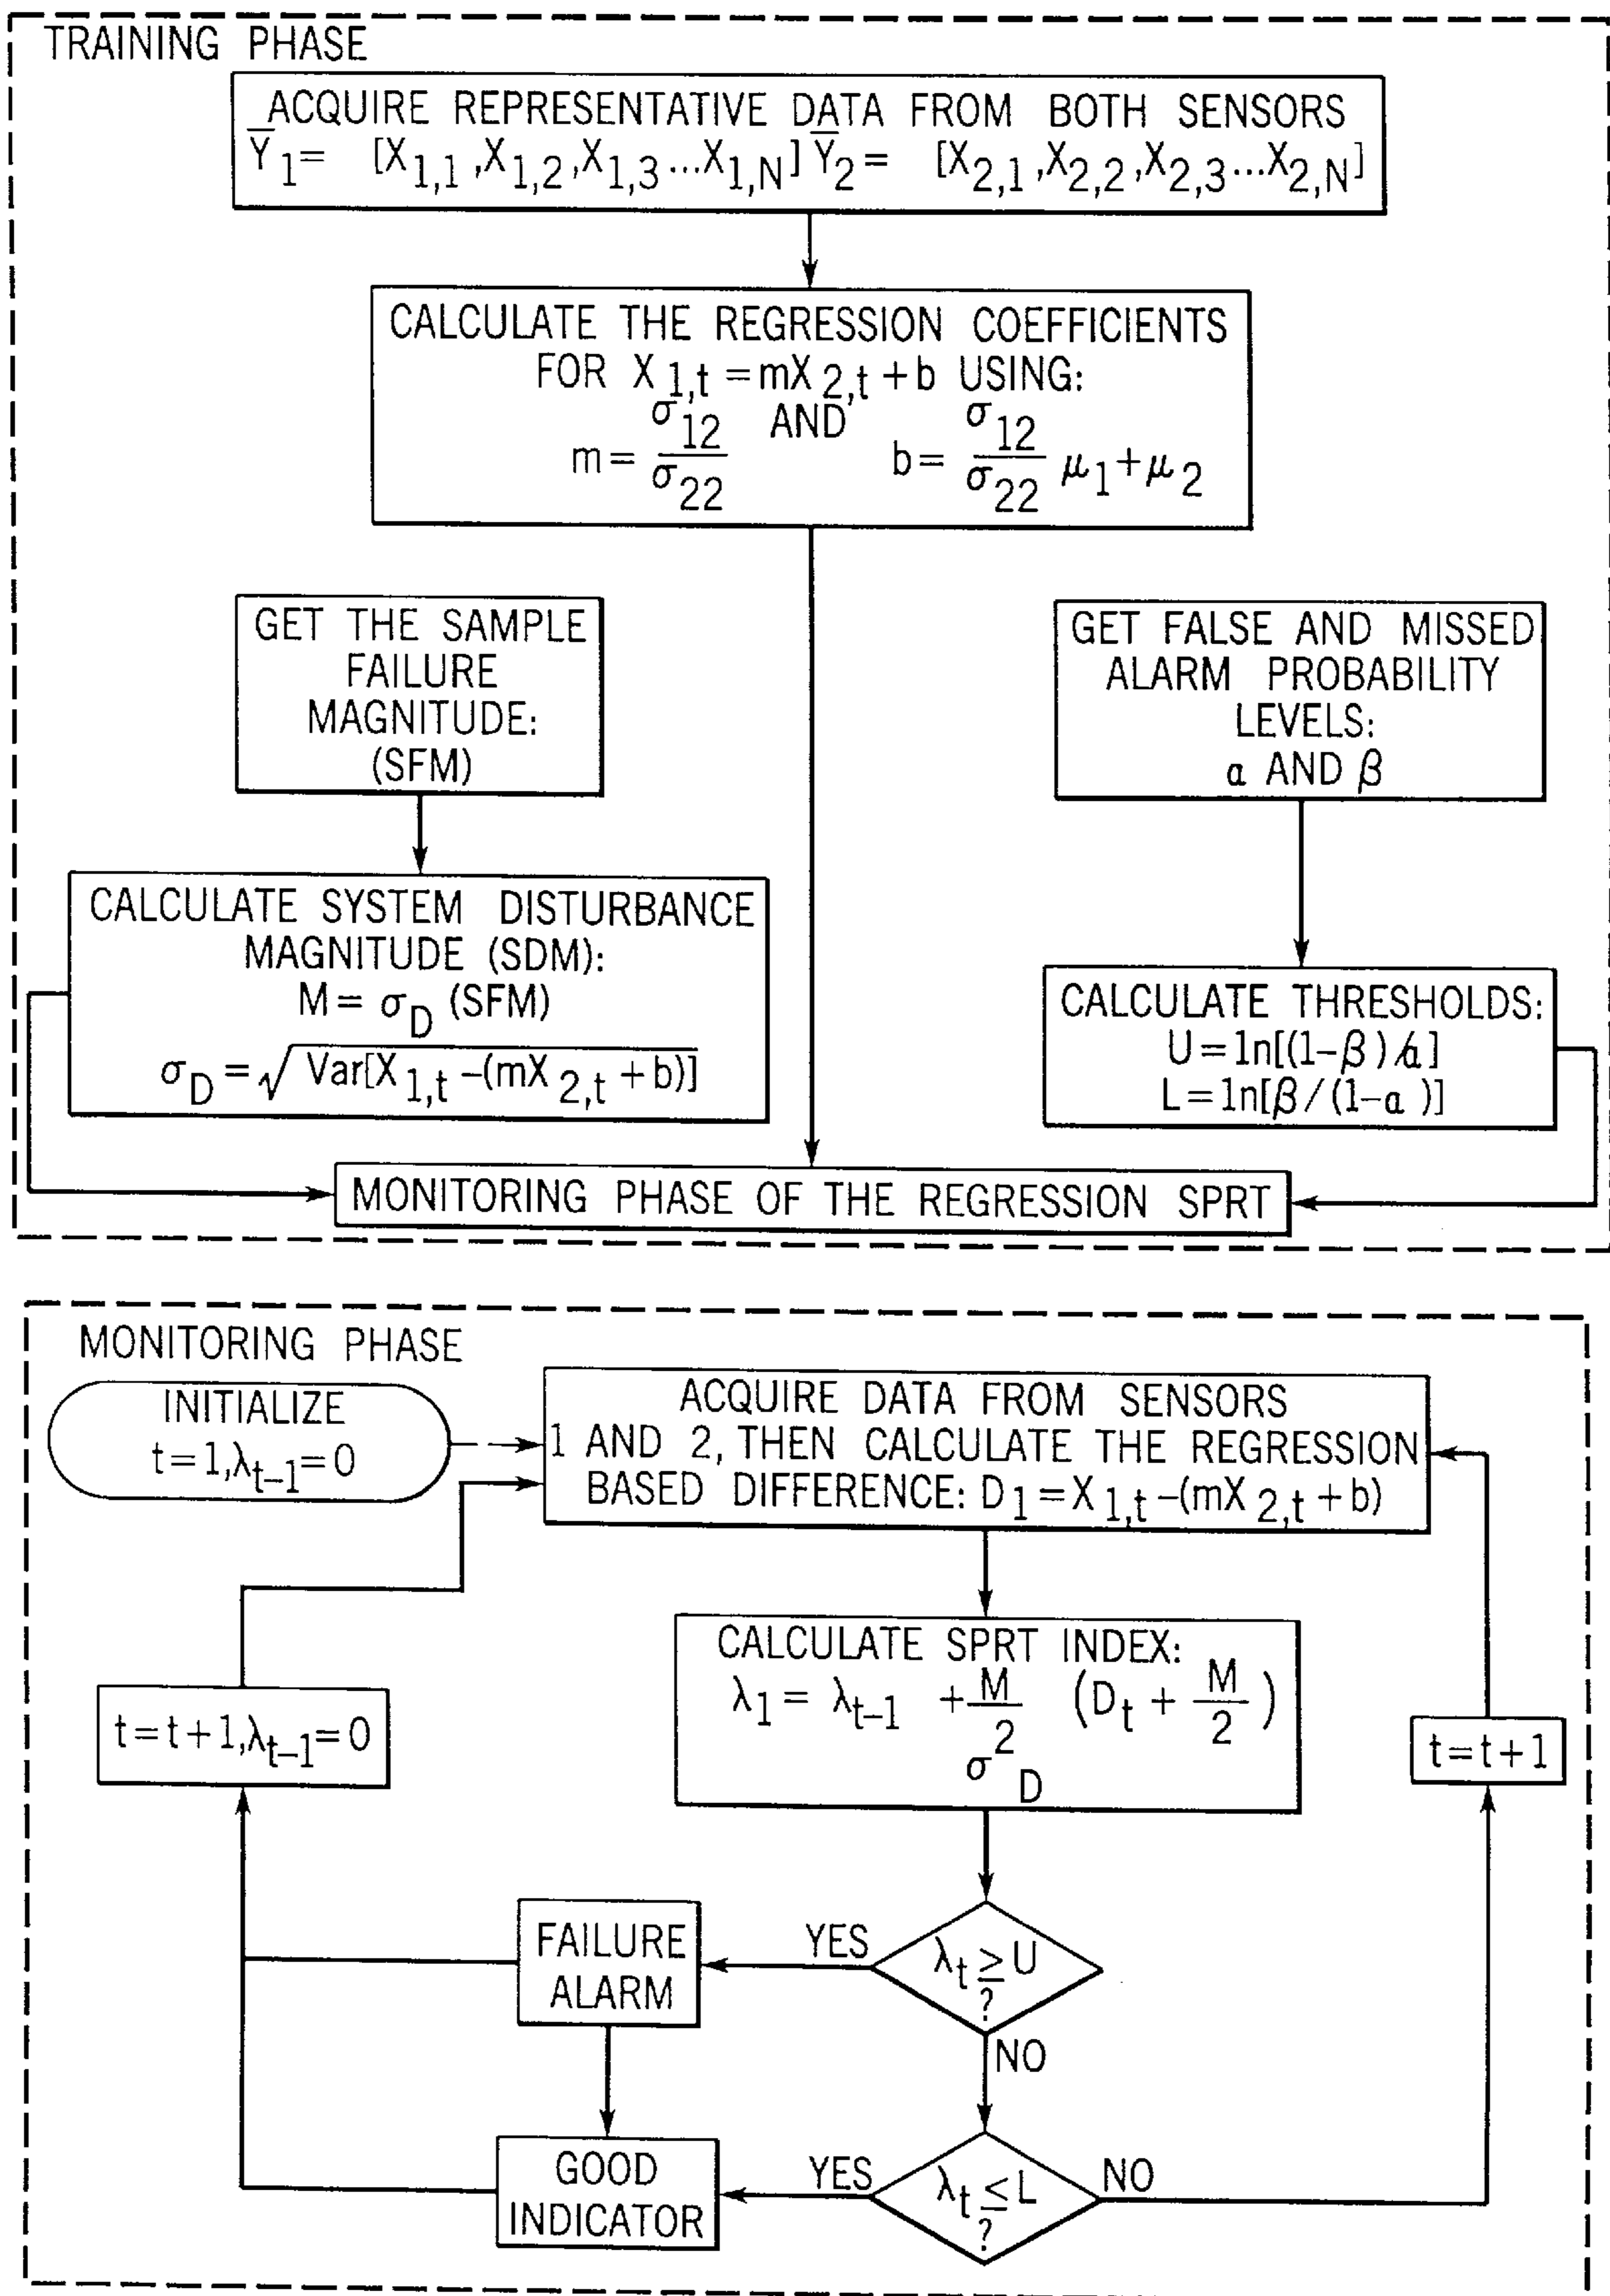 TRAINING PHASE
ACQUIRE REPRESENTATIVE DATA FROM BOTH SENSORS
Y̅₁= [X₁,₁,X₁,₂,X₁,₃...X₁,N] Y̅₂= [X₂,₁,X₂,₂,X₂,₃...X₂,N]
CALCULATE THE REGRESSION COEFFICIENTS
FOR X₁,t=mX₂,t+b USING:
m= σ₁₂/σ₂₂ AND b= σ₁₂/σ₂₂ μ₁+μ₂
GET THE SAMPLE
FAILURE
MAGNITUDE:
(SFM)
GET FALSE AND MISSED
ALARM PROBABILITY
LEVELS:
α AND β
CALCULATE SYSTEM DISTURBANCE
MAGNITUDE (SDM):
M= σ_D (SFM)
σ_D=√Var[X₁,t-(mX₂,t+b)]
CALCULATE THRESHOLDS:
U=ln[(1-β)/α]
L=ln[β/(1-α)]
MONITORING PHASE OF THE REGRESSION SPRT
MONITORING PHASE
INITIALIZE
t=1,λt-1=0
ACQUIRE DATA FROM SENSORS
1 AND 2, THEN CALCULATE THE REGRESSION
BASED DIFFERENCE: D₁=X₁,t-(mX₂,t+b)
CALCULATE SPRT INDEX:
λ₁= λt-1 + M/2 (Dt + M/2)
σ²_D
t=t+1,λt-1=0
t=t+1
FAILURE
ALARM
YES
λt≥U
?
NO
GOOD
INDICATOR
YES
λt≤L
?
NO